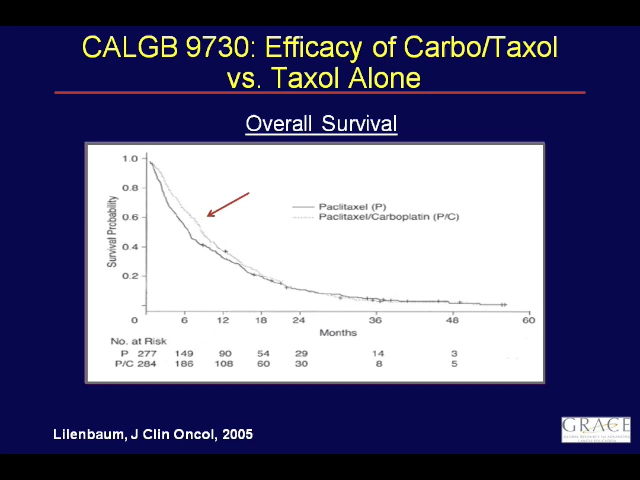 CALGB 9730: Efficacy of Carbo/Taxol
vs. Taxol Alone
Overall Survival
1.0
0.8
0.6
0.4
0.2
Survival Probability
Paclitaxel (P)
Paclitaxel/Carboplatin (P/C)
0 6 12 18 24 36 48 60
Months
No. at Risk
P 277 149 90 54 29 14 3
P/C 284 186 108 60 30 8 5
Lilenbaum, J Clin Oncol, 2005
GRACE